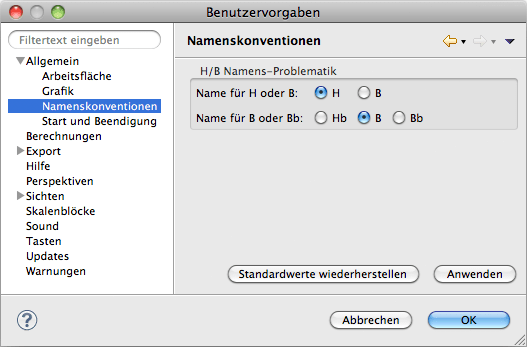 Benutzervorgaben
Filtertext eingeben
Allgemein
Arbeitsfläche
Grafik
Namenskonventionen
Start und Beendigung
Berechnungen
Export
Hilfe
Perspektiven
Sichten
Skalenblöcke
Sound
Tasten
Updates
Warnungen
Namenskonventionen
H/B Namens-Problematik
Name für H oder B: H B
Name für B oder Bb: Hb B Bb
Standardwerte wiederherstellen Anwenden
? Abbrechen OK